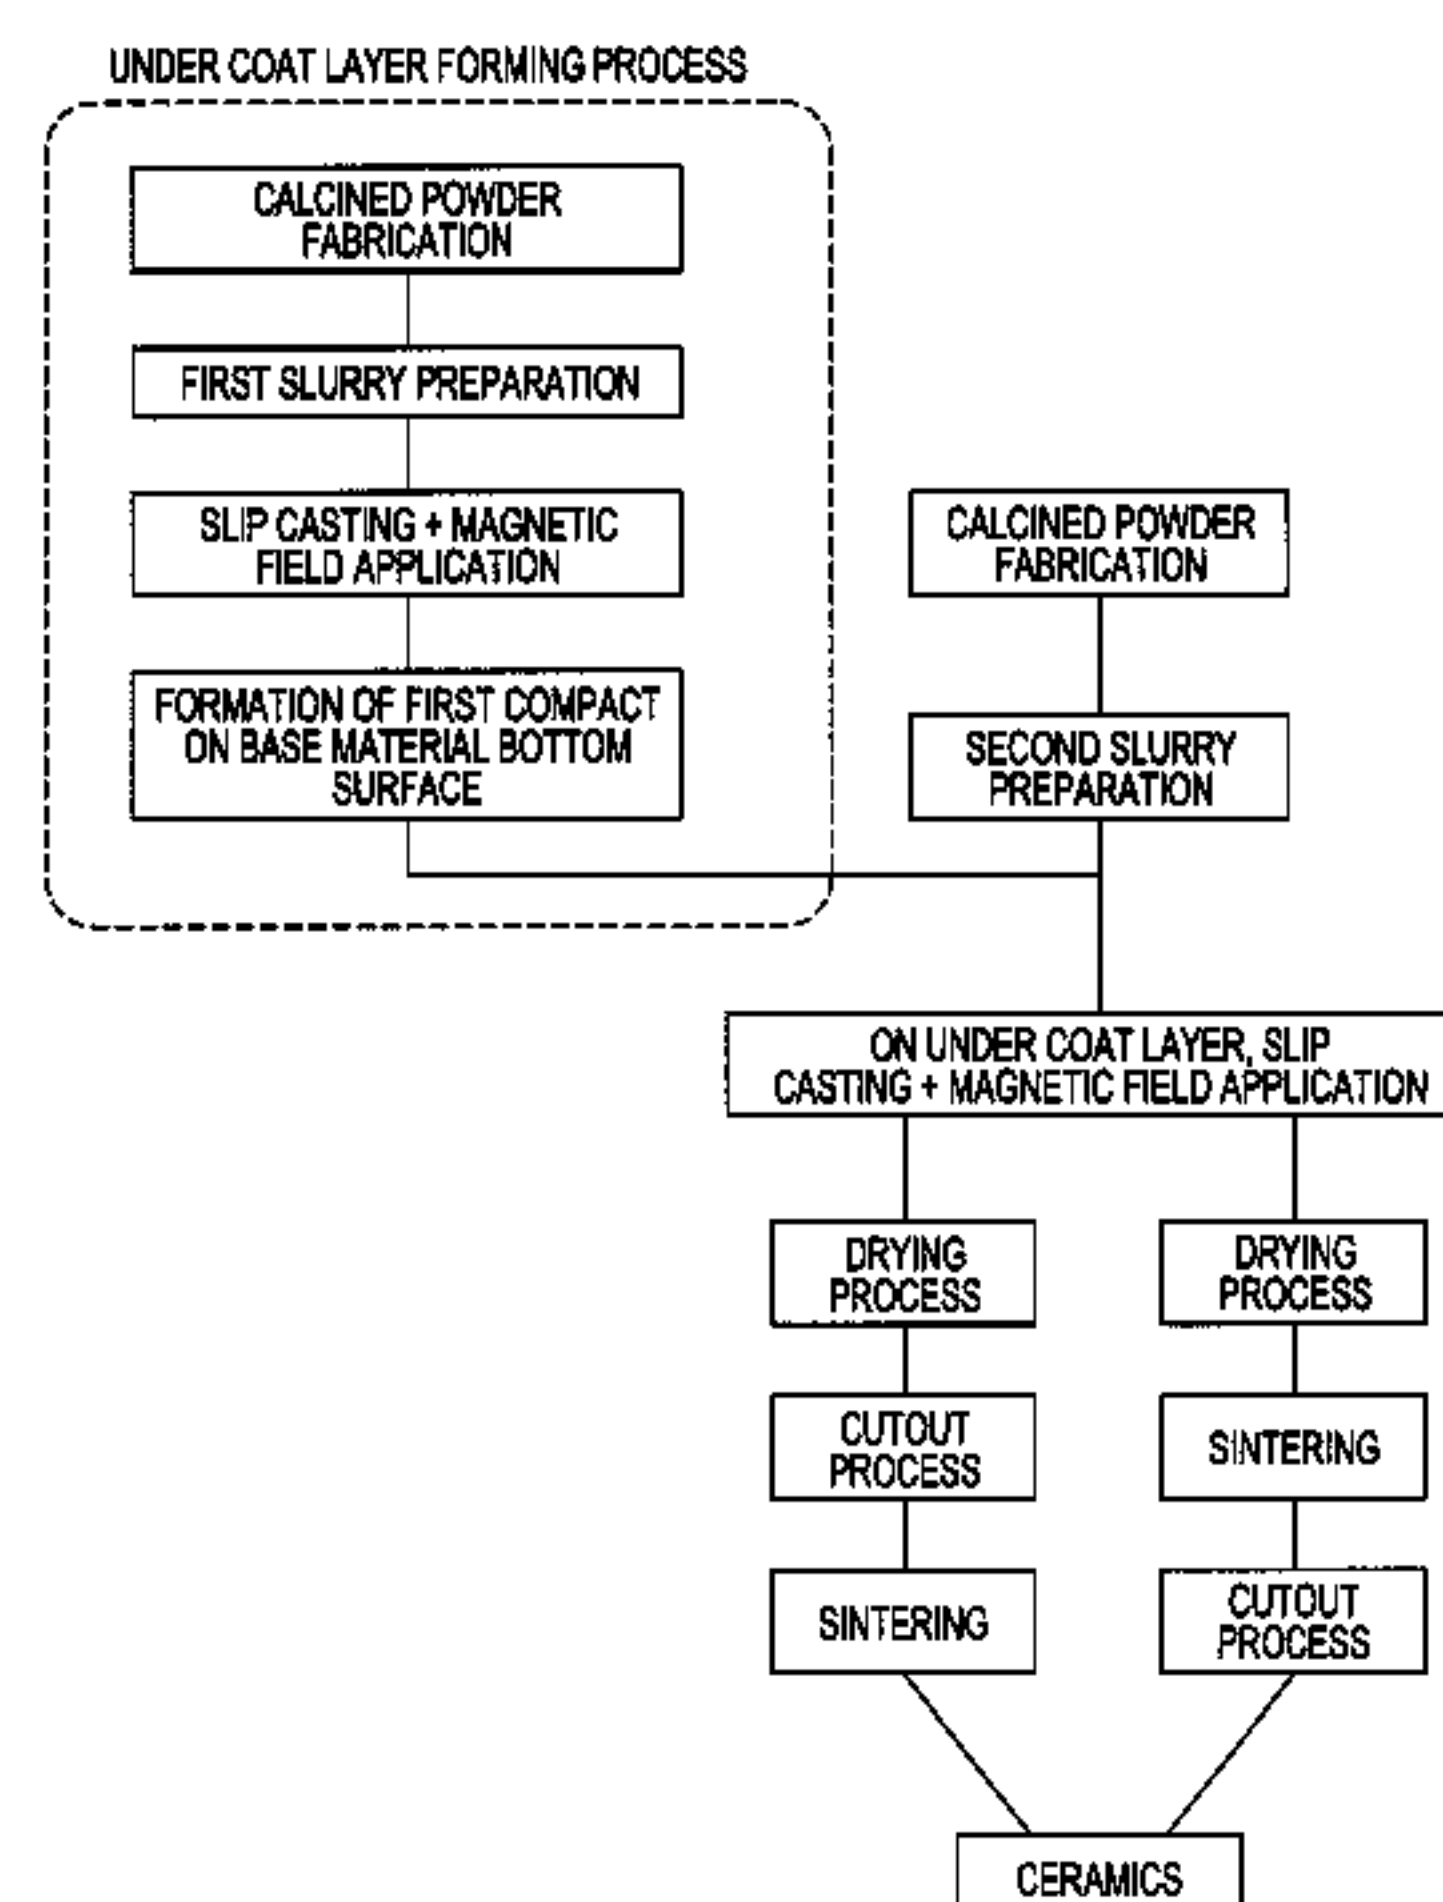 UNDER COAT LAYER FORMING PROCESS
CALCINED POWDER
FABRICATION
FIRST SLURRY PREPARATION
SLIP CASTING + MAGNETIC
FIELD APPLICATION
FORMATION OF FIRST COMPACT
ON BASE MATERIAL BOTTOM
SURFACE
CALCINED POWDER
FABRICATION
SECOND SLURRY
PREPARATION
ON UNDER COAT LAYER, SLIP
CASTING + MAGNETIC FIELD APPLICATION
DRYING
PROCESS
CUTOUT
PROCESS
SINTERING
DRYING
PROCESS
SINTERING
CUTOUT
PROCESS
CERAMICS